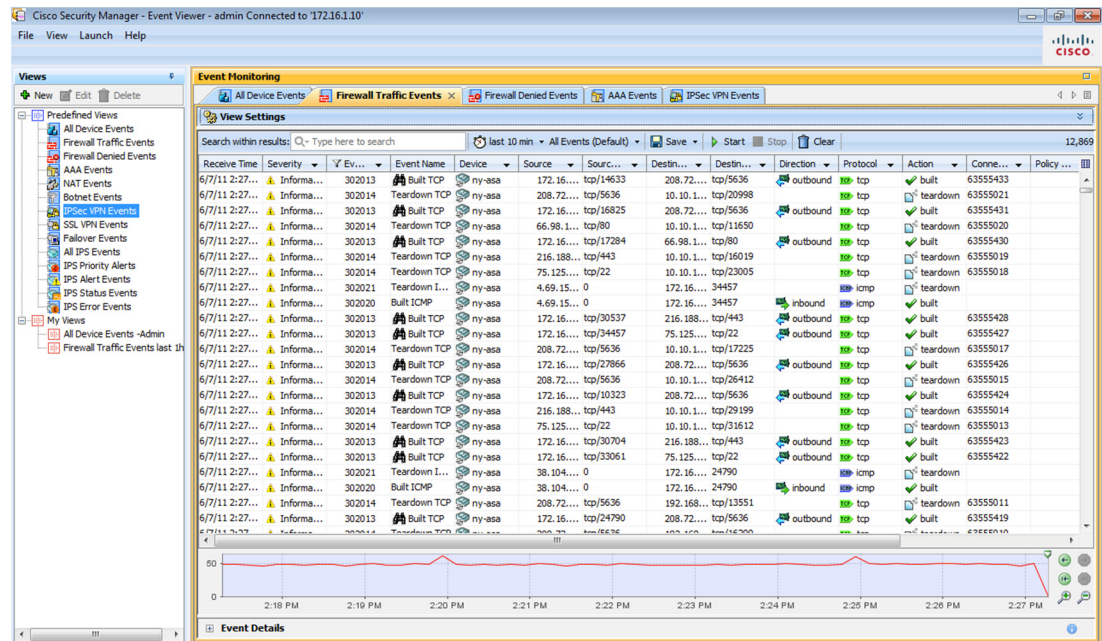 Cisco Security Manager - Event Viewer - admin Connected to '172.16.1.10'
File View Launch Help
CISCO
Views
New Edit Delete
Predefined Views
All Device Events
Firewall Traffic Events
Firewall Denied Events
AAA Events
NAT Events
Botnet Events
IPSec VPN Events
SSL VPN Events
Failover Events
All IPS Events
IPS Priority Alerts
IPS Alert Events
IPS Status Events
IPS Error Events
My Views
All Device Events -Admin
Firewall Traffic Events last 1h
Event Monitoring
All Device Events Firewall Traffic Events Firewall Denied Events AAA Events IPSec VPN Events
View Settings
Search within results: Type here to search last 10 min All Events (Default) Save Start Stop Clear 12,869
Receive Time Severity Ev... Event Name Device Source Sourc... Destin... Destin... Direction Protocol Action Conne... Policy ...
6/7/11 2:27... Informa... 302013 Built TCP ny-asa 172.16.... tcp/14633 208.72.... tcp/5636 outbound tcp built 63555433
6/7/11 2:27... Informa... 302014 Teardown TCP ny-asa 208.72.... tcp/5636 10.10.1... tcp/20998 tcp teardown 63555021
6/7/11 2:27... Informa... 302013 Built TCP ny-asa 172.16.... tcp/16825 208.72.... tcp/5636 outbound tcp built 63555431
6/7/11 2:27... Informa... 302014 Teardown TCP ny-asa 66.98.1... tcp/80 10.10.1... tcp/11650 tcp teardown 63555020
6/7/11 2:27... Informa... 302013 Built TCP ny-asa 172.16.... tcp/17284 66.98.1... tcp/80 outbound tcp built 63555430
6/7/11 2:27... Informa... 302014 Teardown TCP ny-asa 216.188... tcp/443 10.10.1... tcp/16019 tcp teardown 63555019
6/7/11 2:27... Informa... 302014 Teardown TCP ny-asa 75.125.... tcp/22 10.10.1... tcp/23005 tcp teardown 63555018
6/7/11 2:27... Informa... 302021 Teardown I... ny-asa 4.69.15... 0 172.16.... 34457 icmp teardown
6/7/11 2:27... Informa... 302020 Built ICMP ny-asa 4.69.15... 0 172.16.... 34457 inbound icmp built
6/7/11 2:27... Informa... 302013 Built TCP ny-asa 172.16.... tcp/30537 216.188... tcp/443 outbound tcp built 63555428
6/7/11 2:27... Informa... 302013 Built TCP ny-asa 172.16.... tcp/34457 75.125.... tcp/22 outbound tcp built 63555427
6/7/11 2:27... Informa... 302014 Teardown TCP ny-asa 208.72.... tcp/5636 10.10.1... tcp/17225 tcp teardown 63555017
6/7/11 2:27... Informa... 302013 Built TCP ny-asa 172.16.... tcp/27866 208.72.... tcp/5636 outbound tcp built 63555426
6/7/11 2:27... Informa... 302014 Teardown TCP ny-asa 208.72.... tcp/5636 10.10.1... tcp/26412 tcp teardown 63555015
6/7/11 2:27... Informa... 302013 Built TCP ny-asa 172.16.... tcp/10323 208.72.... tcp/5636 outbound tcp built 63555424
6/7/11 2:27... Informa... 302014 Teardown TCP ny-asa 216.188... tcp/443 10.10.1... tcp/29199 tcp teardown 63555014
6/7/11 2:27... Informa... 302014 Teardown TCP ny-asa 75.125.... tcp/22 10.10.1... tcp/31612 tcp teardown 63555013
6/7/11 2:27... Informa... 302013 Built TCP ny-asa 172.16.... tcp/30704 216.188... tcp/443 outbound tcp built 63555423
6/7/11 2:27... Informa... 302013 Built TCP ny-asa 172.16.... tcp/33061 75.125.... tcp/22 outbound tcp built 63555422
6/7/11 2:27... Informa... 302021 Teardown I... ny-asa 38.104.... 0 172.16.... 24790 icmp teardown
6/7/11 2:27... Informa... 302020 Built ICMP ny-asa 38.104.... 0 172.16.... 24790 inbound icmp built
6/7/11 2:27... Informa... 302014 Teardown TCP ny-asa 208.72.... tcp/5636 192.168... tcp/13551 tcp teardown 63555011
6/7/11 2:27... Informa... 302013 Built TCP ny-asa 172.16.... tcp/24790 208.72.... tcp/5636 outbound tcp built 63555419
50
0
2:18 PM 2:19 PM 2:20 PM 2:21 PM 2:22 PM 2:23 PM 2:24 PM 2:25 PM 2:26 PM 2:27 PM
Event Details